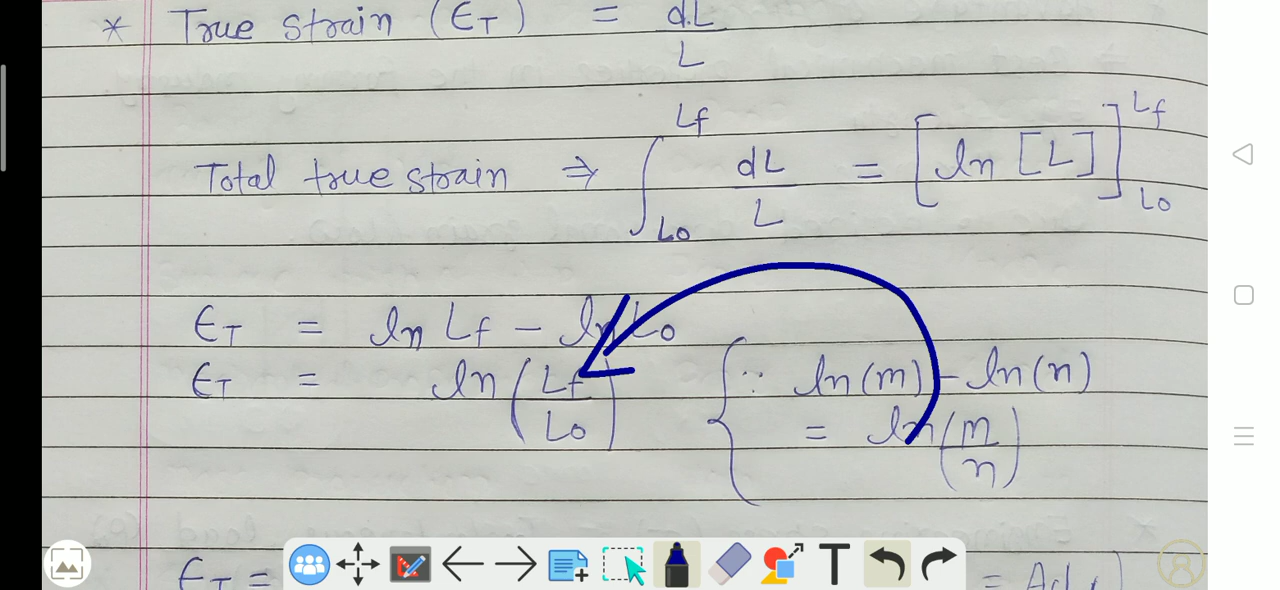 * True strain (ϵT) = dL/L
Total true strain ⇒ ∫ Lf Lo dL/L = [ln [L]] Lf Lo
ϵT = ln Lf - ln Lo
ϵT = ln (Lf/Lo) { ∵ ln(m) - ln(n)
= ln (m/n)
ϵT =
T